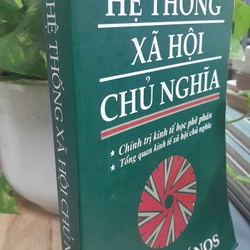 HỆ THỐNG
XÃ HỘI
CHỦ NGHĨA
★ Chính trị kinh tế học phê phán
★ Tổng quan kinh tế xã hội chủ nghĩa
HỆ THỐNG XÃ HỘI CHỦ